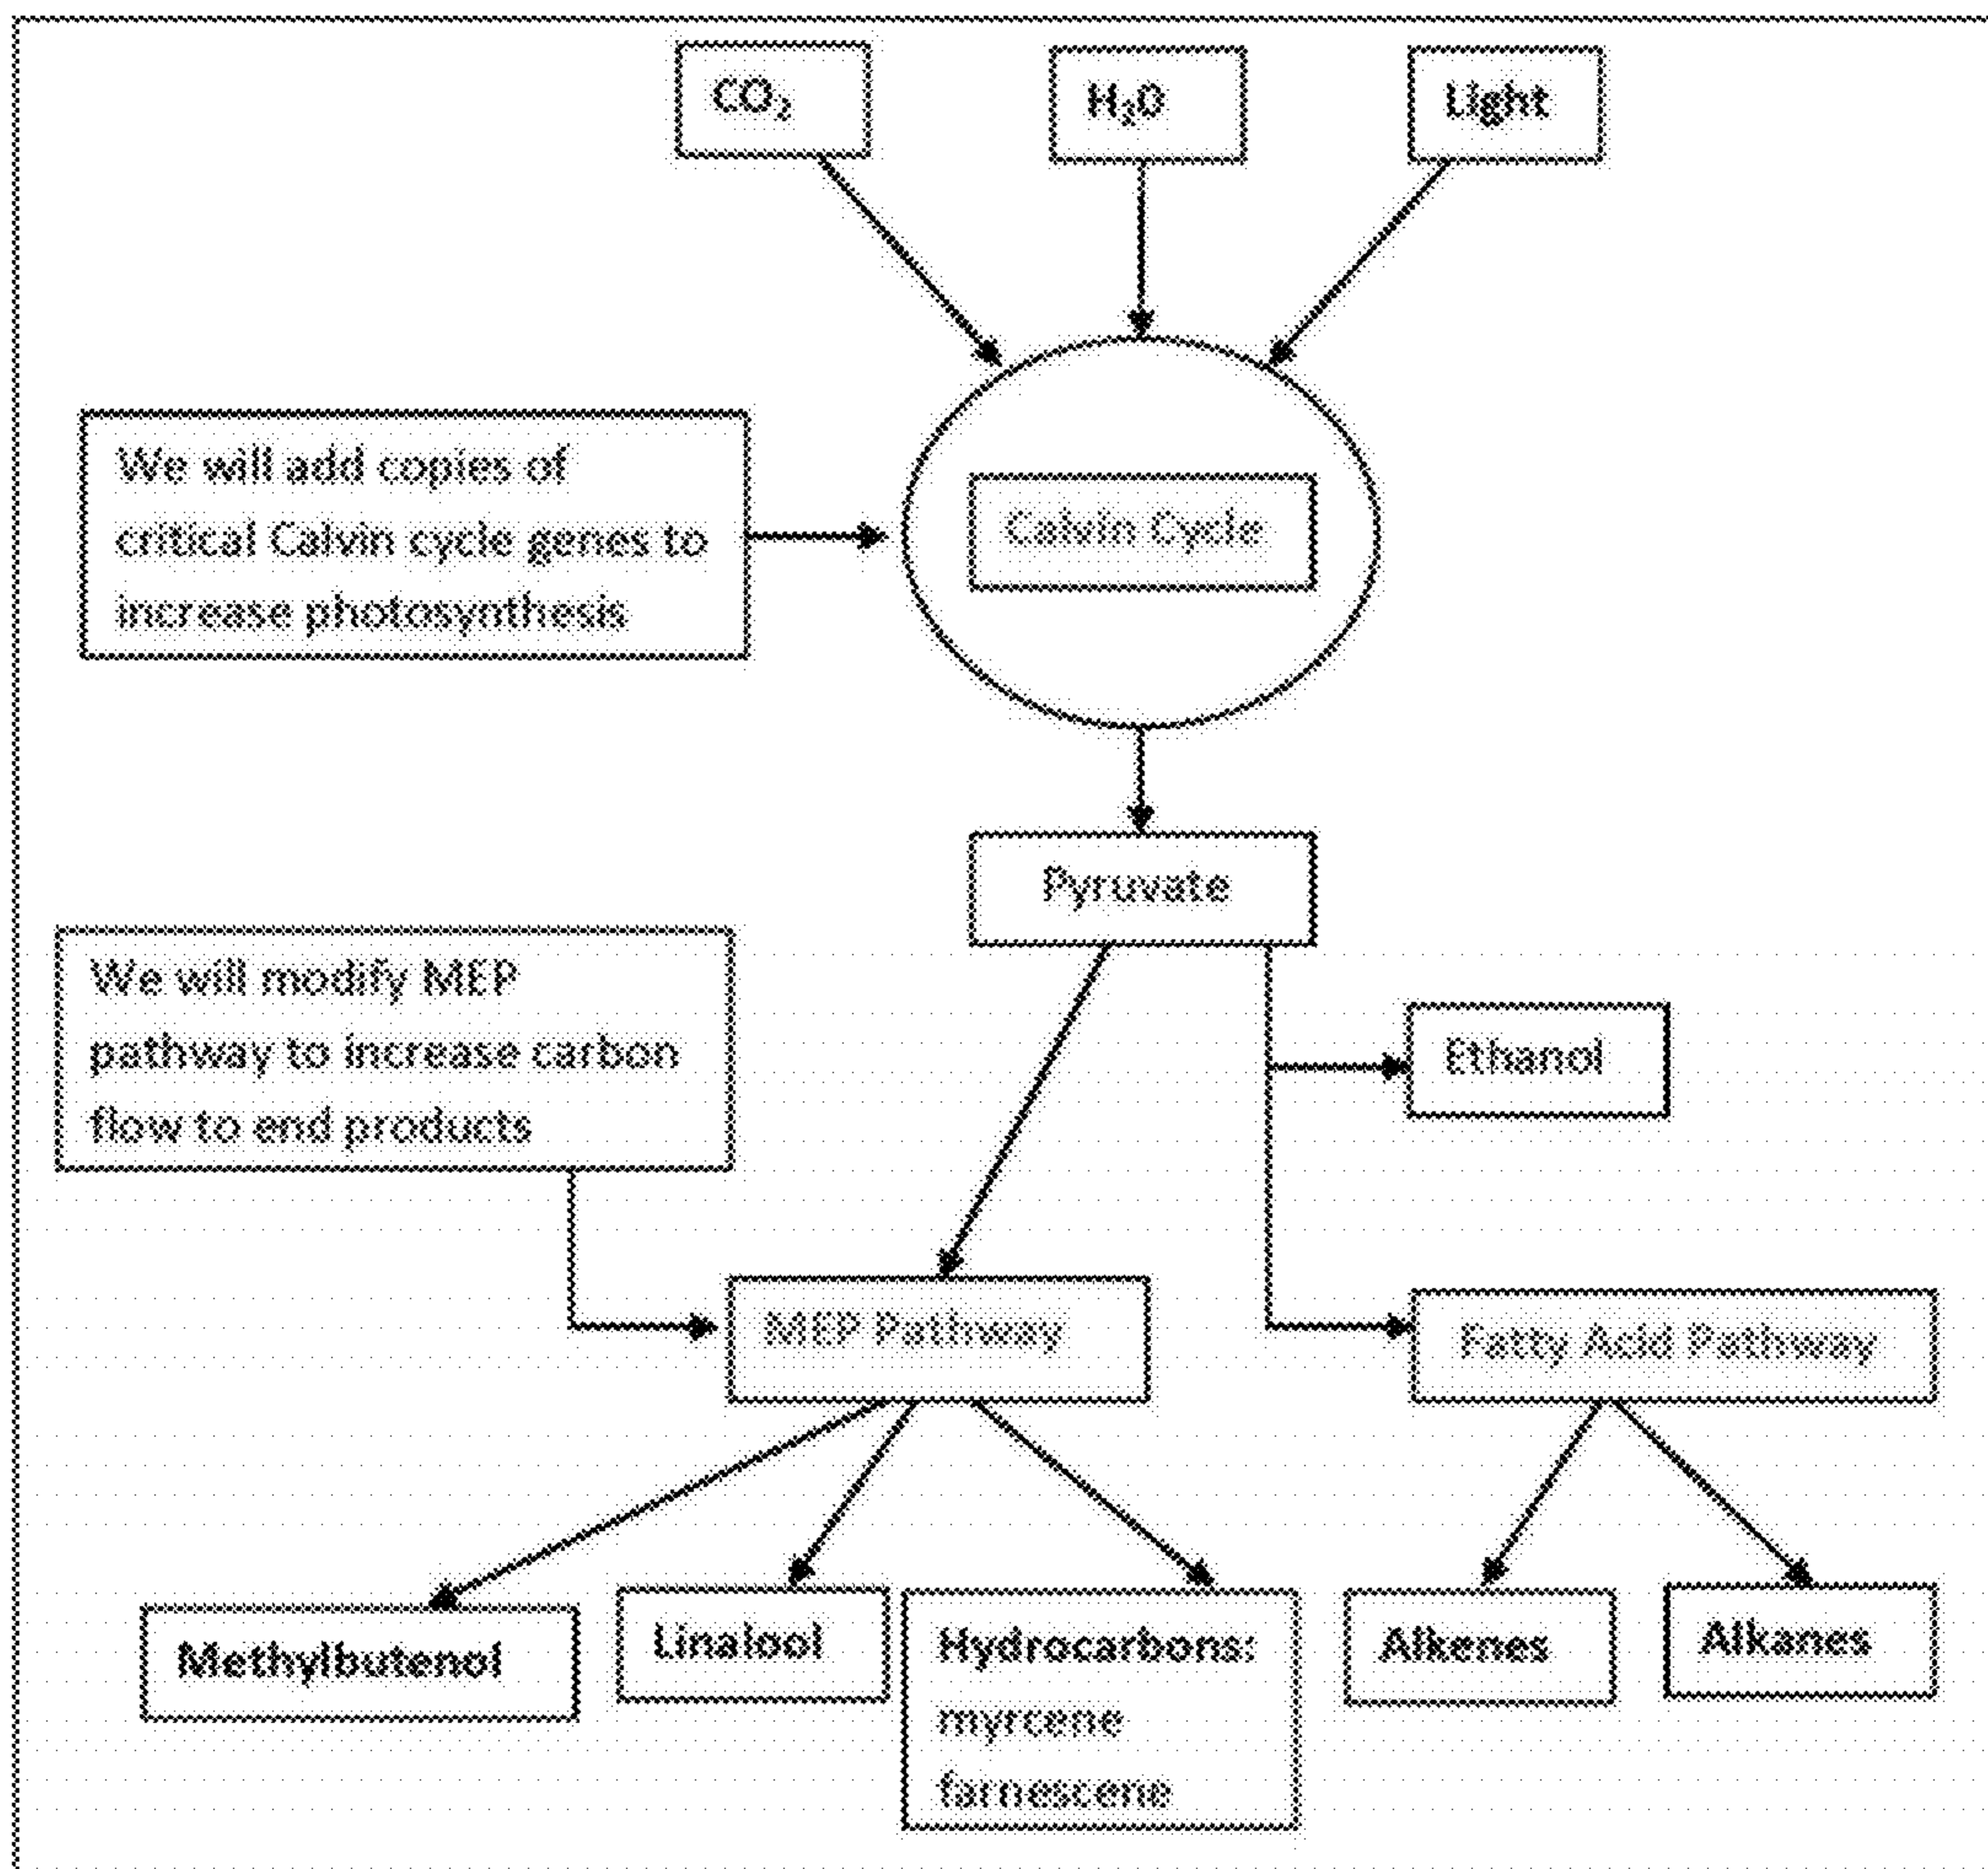 CO₂
H₂0
Light
We will add copies of
critical Calvin cycle genes to
increase photosynthesis
Calvin Cycle
Pyruvate
We will modify MEP
pathway to increase carbon
flow to end products
Ethanol
MEP Pathway
Fatty Acid Pathway
Methylbutenol
Linalool
Hydrocarbons:
myrcene
farnescene
Alkenes
Alkanes